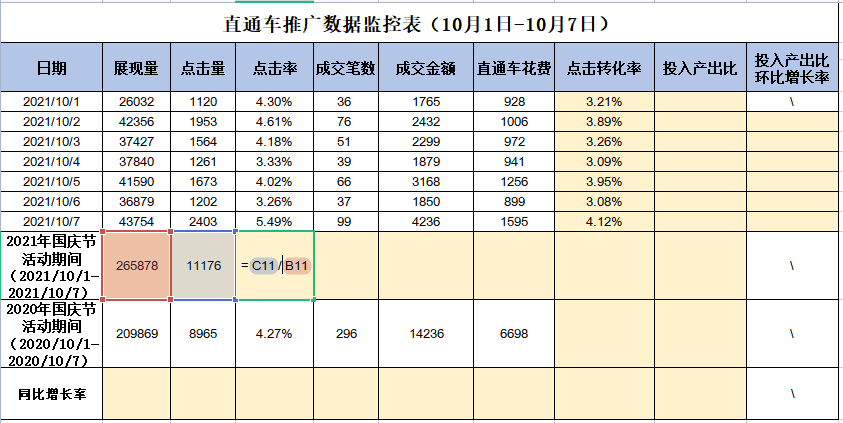 直通车推广数据监控表（10月1日-10月7日）
日期 展现量 点击量 点击率 成交笔数 成交金额 直通车花费 点击转化率 投入产出比 投入产出比
环比增长率
2021/10/1 26032 1120 4.30% 36 1765 928 3.21% \
2021/10/2 42356 1953 4.61% 76 2432 1006 3.89%
2021/10/3 37427 1564 4.18% 51 2299 972 3.26%
2021/10/4 37840 1261 3.33% 39 1879 941 3.09%
2021/10/5 41590 1673 4.02% 66 3168 1256 3.95%
2021/10/6 36879 1202 3.26% 37 1850 899 3.08%
2021/10/7 43754 2403 5.49% 99 4236 1595 4.12%
2021年国庆节
活动期间
（2021/10/1-
2021/10/7）
265878 11176 =C11/B11 \
2020年国庆节
活动期间
（2020/10/1-
2020/10/7）
209869 8965 4.27% 296 14236 6698 \
同比增长率 \